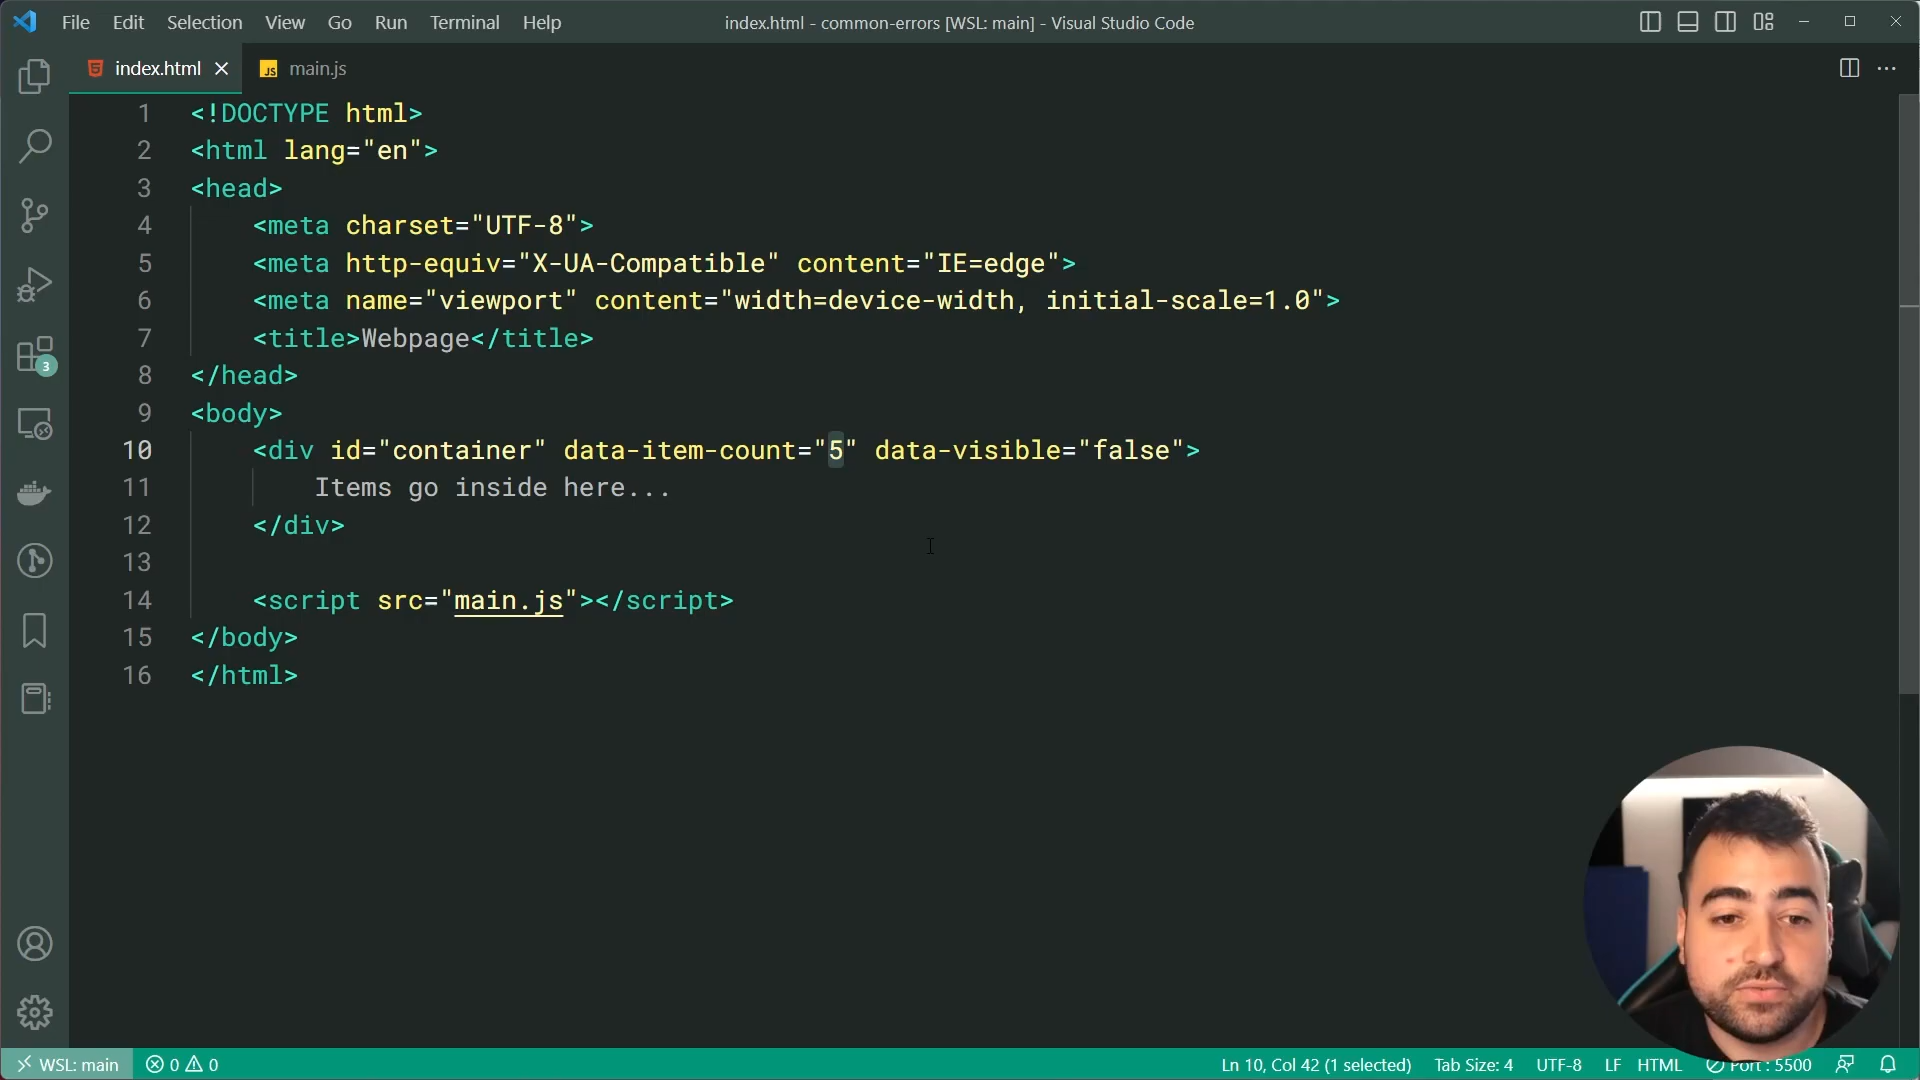 File Edit Selection View Go Run Terminal Help
index.html - common-errors [WSL: main] - Visual Studio Code
index.html
JS main.js
1 <!DOCTYPE html>
2 <html lang="en">
3 <head>
4 <meta charset="UTF-8">
5 <meta http-equiv="X-UA-Compatible" content="IE=edge">
6 <meta name="viewport" content="width=device-width, initial-scale=1.0">
7 <title>Webpage</title>
8 </head>
9 <body>
10 <div id="container" data-item-count="5" data-visible="false">
11 Items go inside here...
12 </div>
13
14 <script src="main.js"></script>
15 </body>
16 </html>
3
WSL: main 0 0 Ln 10, Col 42 (1 selected) Tab Size: 4 UTF-8 LF HTML Port : 5500